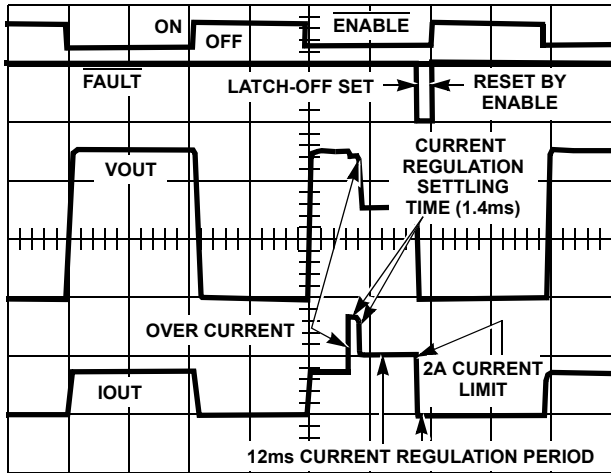 ON
OFF
ENABLE
FAULT
LATCH-OFF SET
RESET BY
ENABLE
VOUT
CURRENT
REGULATION
SETTLING
TIME (1.4ms)
OVER CURRENT
IOUT
2A CURRENT
LIMIT
12ms CURRENT REGULATION PERIOD